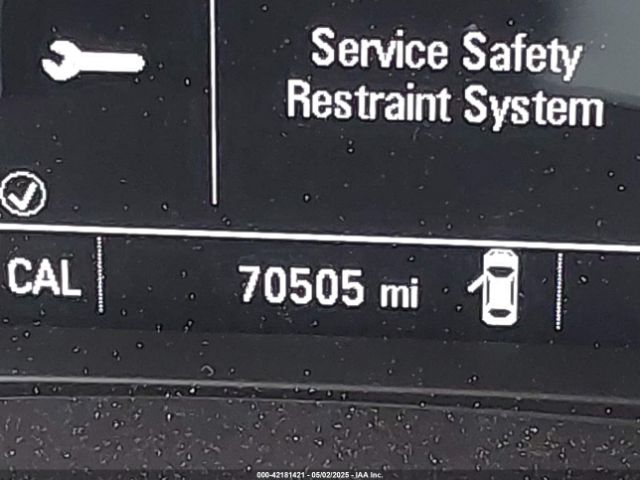 Service Safety
Restraint System
CAL 70505 mi
000-42181421 - 05/02/2025 - IAA Inc.